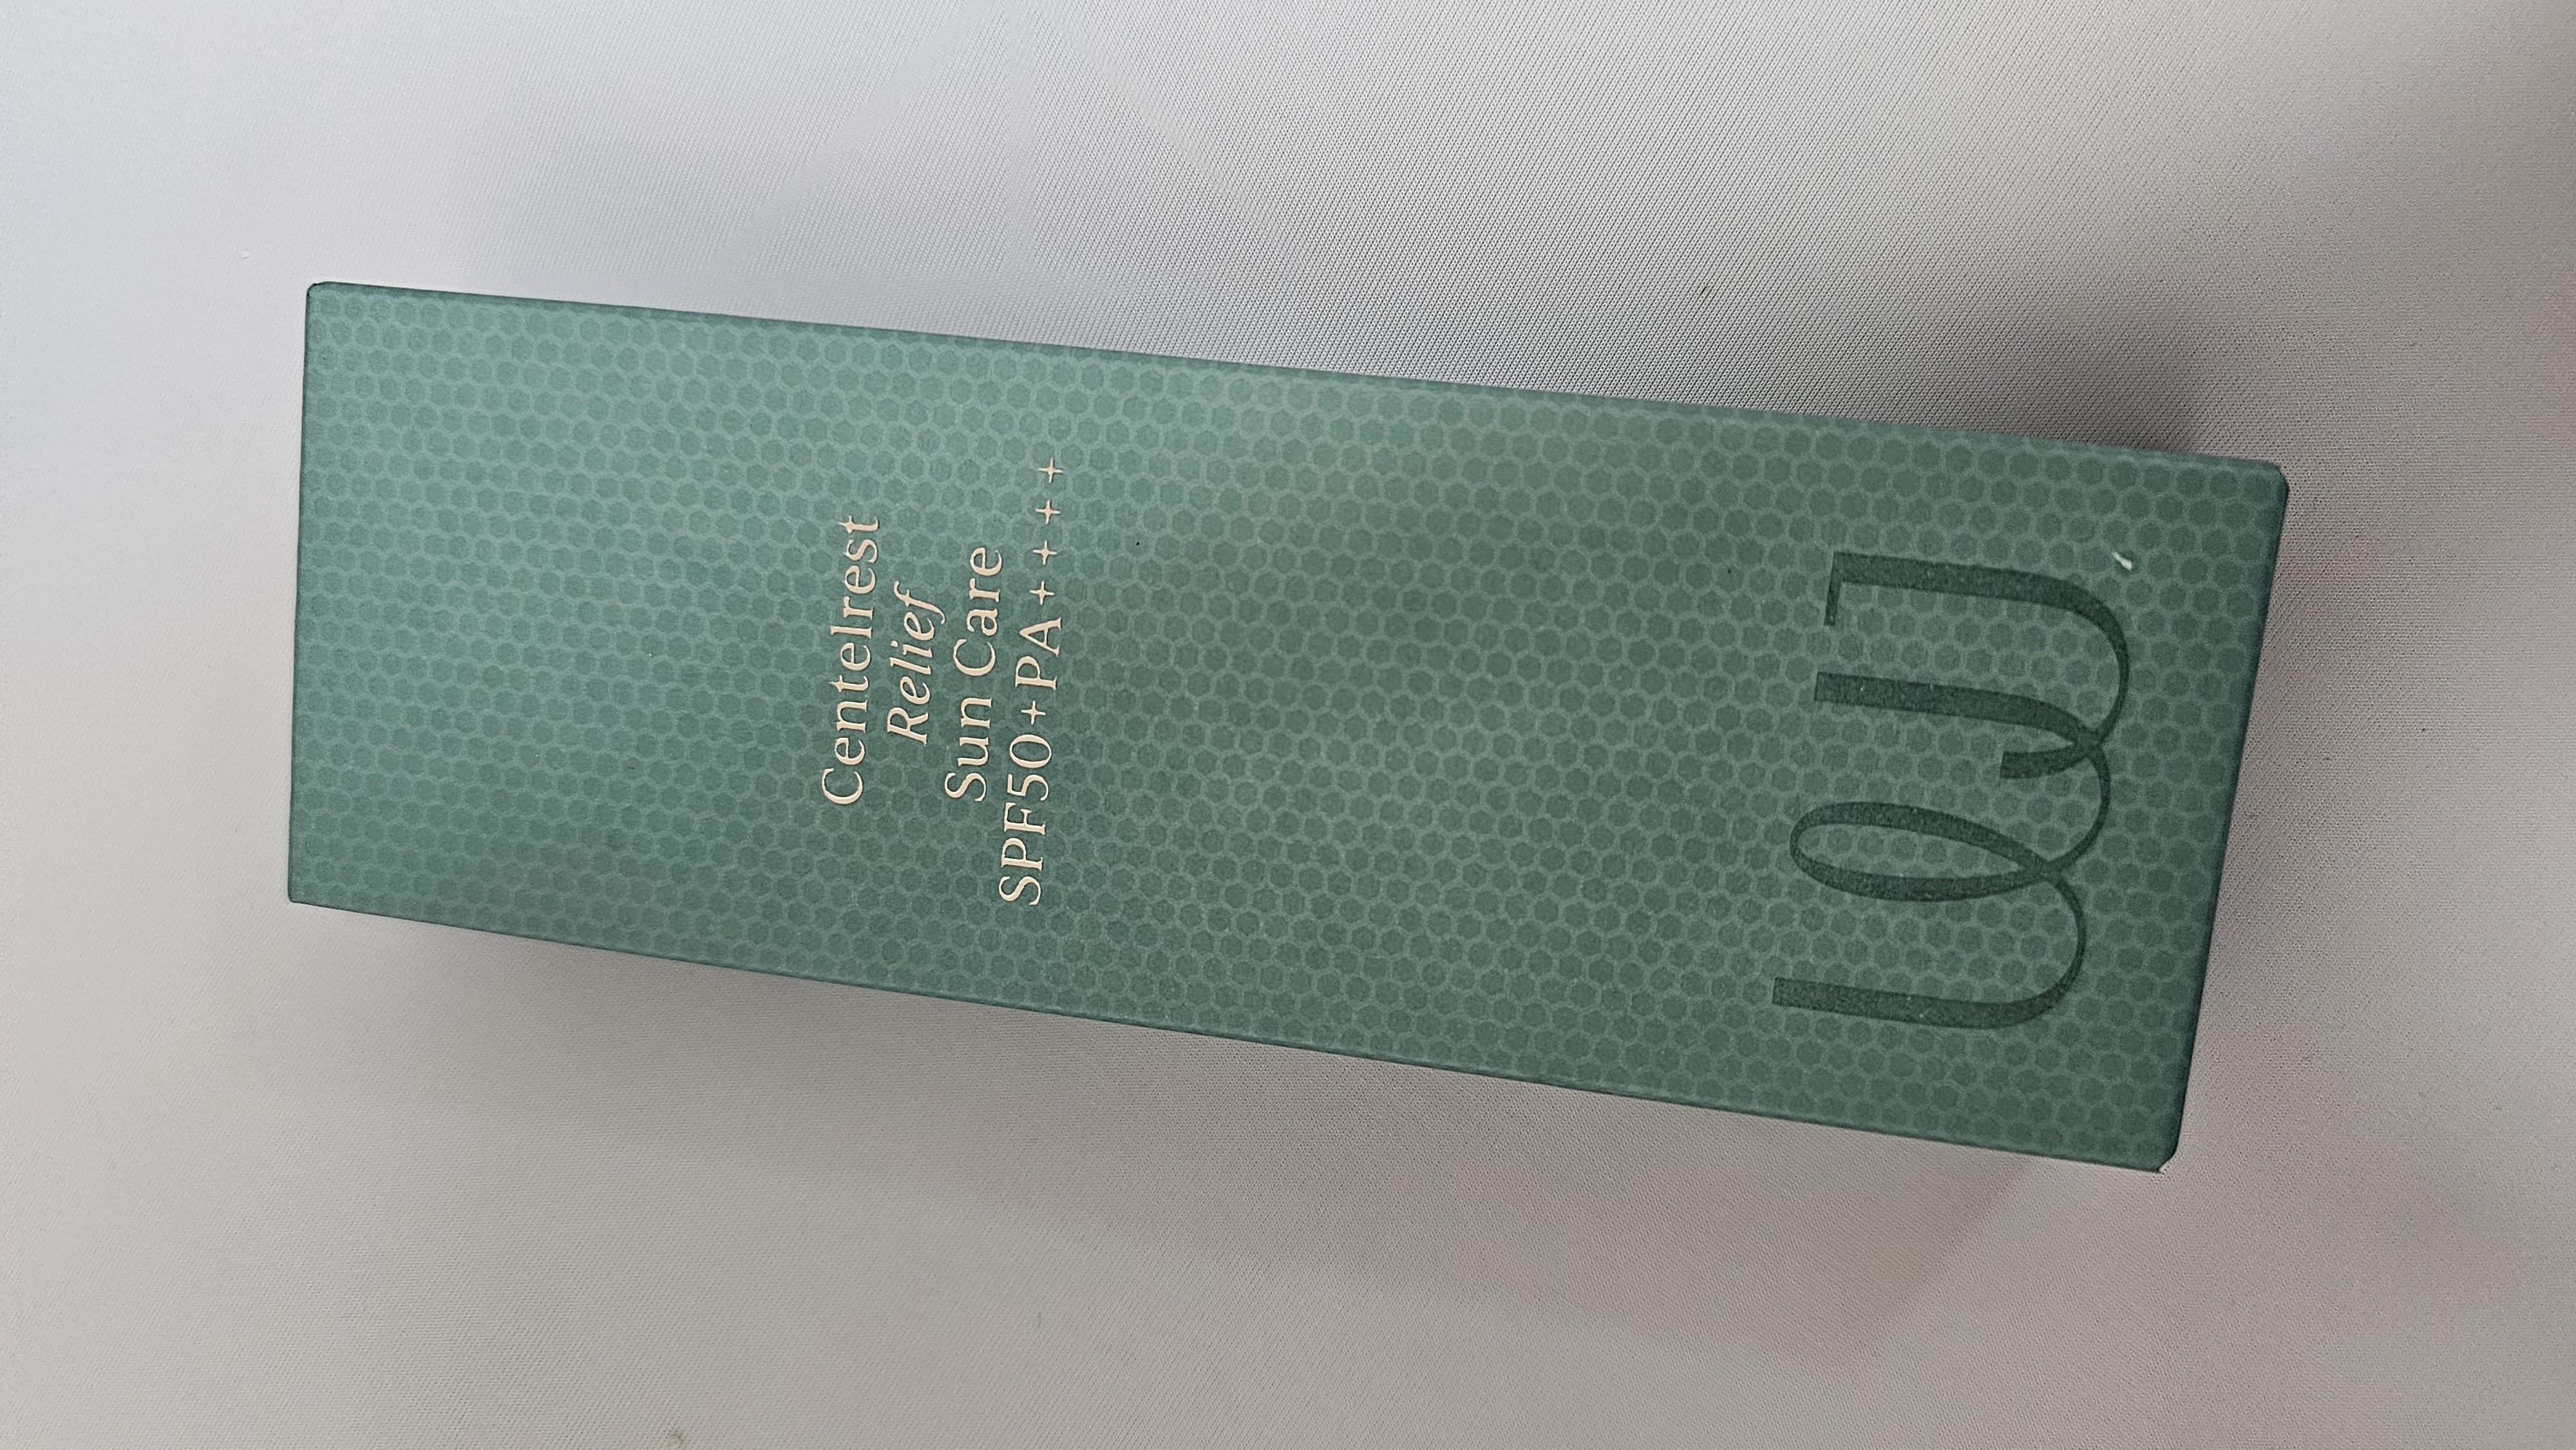 Centelrest
Relief
Sun Care
SPF50+PA++++